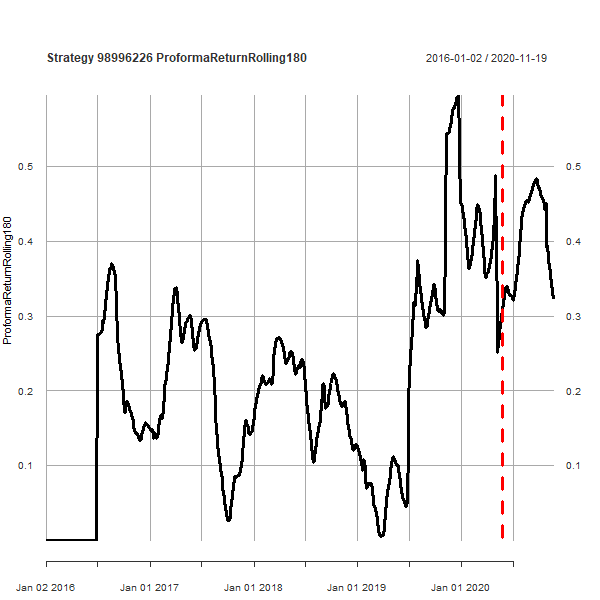 Strategy 98996226 ProformaReturnRolling180
2016-01-02 / 2020-11-19
ProformaReturnRolling180
0.5
0.4
0.3
0.2
0.1
0.5
0.4
0.3
0.2
0.1
Jan 02 2016
Jan 01 2017
Jan 01 2018
Jan 01 2019
Jan 01 2020